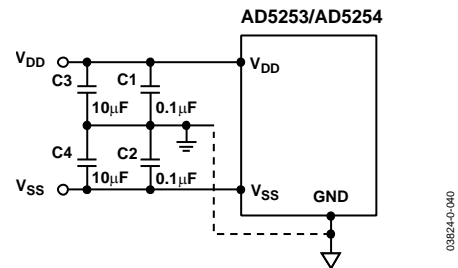 AD5253/AD5254
VDD
VDD
C3
C1
10μF
0.1μF
C4
C2
10μF
0.1μF
VSS
VSS
GND
03824-0-040